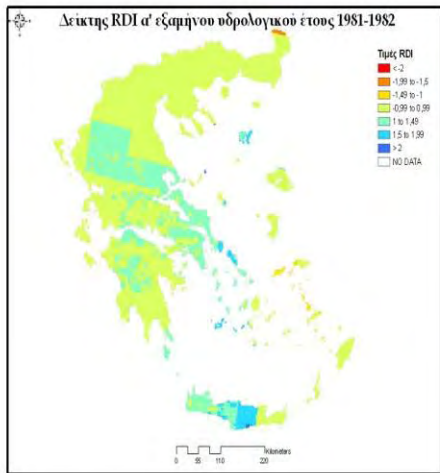 Δείκτης RDI α' εξαμήνου υδρολογικού έτους 1981-1982
Τιμές RDI
< -2
-1,99 to -1,5
-1,49 to -1
-0,99 to 0,99
1 to 1,49
1,5 to 1,99
> 2
NO DATA
Kilometers
0 55 110 220